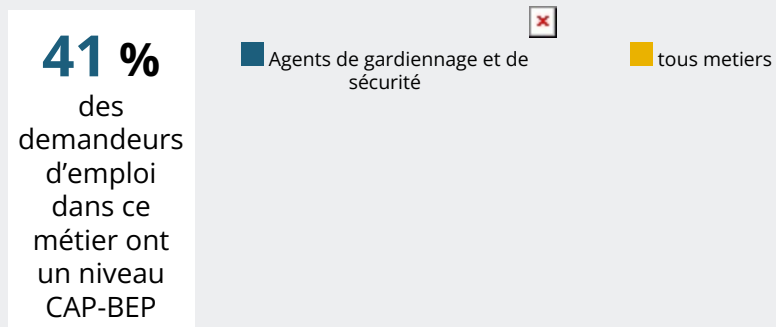 41 %
des
demandeurs
d’emploi
dans ce
métier ont
un niveau
CAP-BEP
Agents de gardiennage et de
sécurité
tous metiers